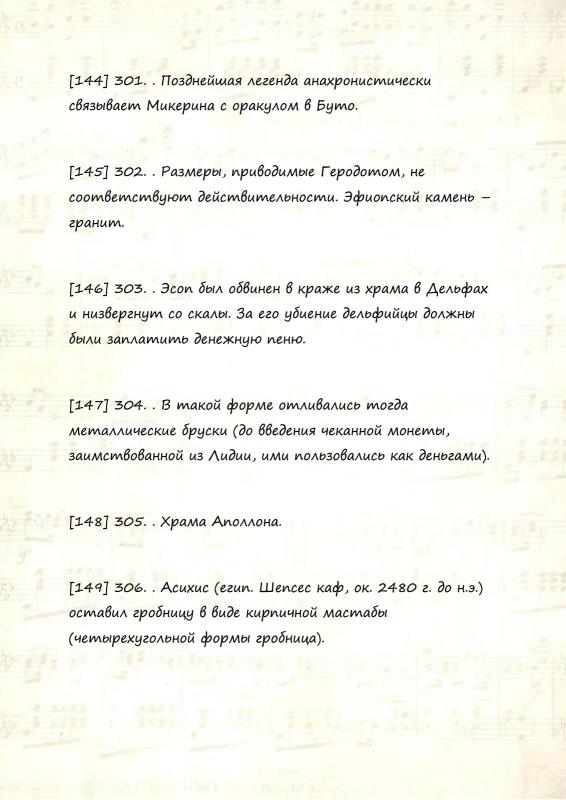 [144] 301. . Позднейшая легенда анахронистически
связывает Микерина с оракулом в Буто.
[145] 302. . Размеры, приводимые Геродотом, не
соответствуют действительности. Эфиопский камень –
гранит.
[146] 303. . Эсоп был обвинен в краже из храма в Дельфах
и низвергнут со скалы. За его убиение дельфийцы должны
были заплатить денежную пеню.
[147] 304. . В такой форме отливались тогда
металлические бруски (до введения чеканной монеты,
заимствованной из Лидии, ими пользовались как деньгами).
[148] 305. . Храма Аполлона.
[149] 306. . Асихис (егип. Шепсес каф, ок. 2480 г. до н.э.)
оставил гробницу в виде кирпичной мастабы
(четырехугольной формы гробница).